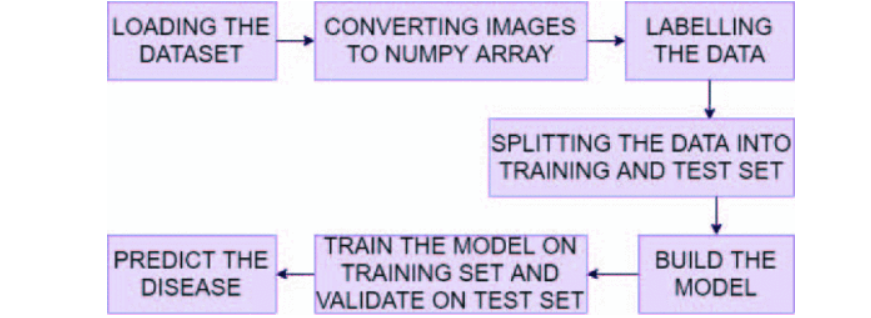 LOADING THE
DATASET
CONVERTING IMAGES
TO NUMPY ARRAY
LABELLING
THE DATA
SPLITTING THE DATA INTO
TRAINING AND TEST SET
BUILD THE
MODEL
TRAIN THE MODEL ON
TRAINING SET AND
VALIDATE ON TEST SET
PREDICT THE
DISEASE